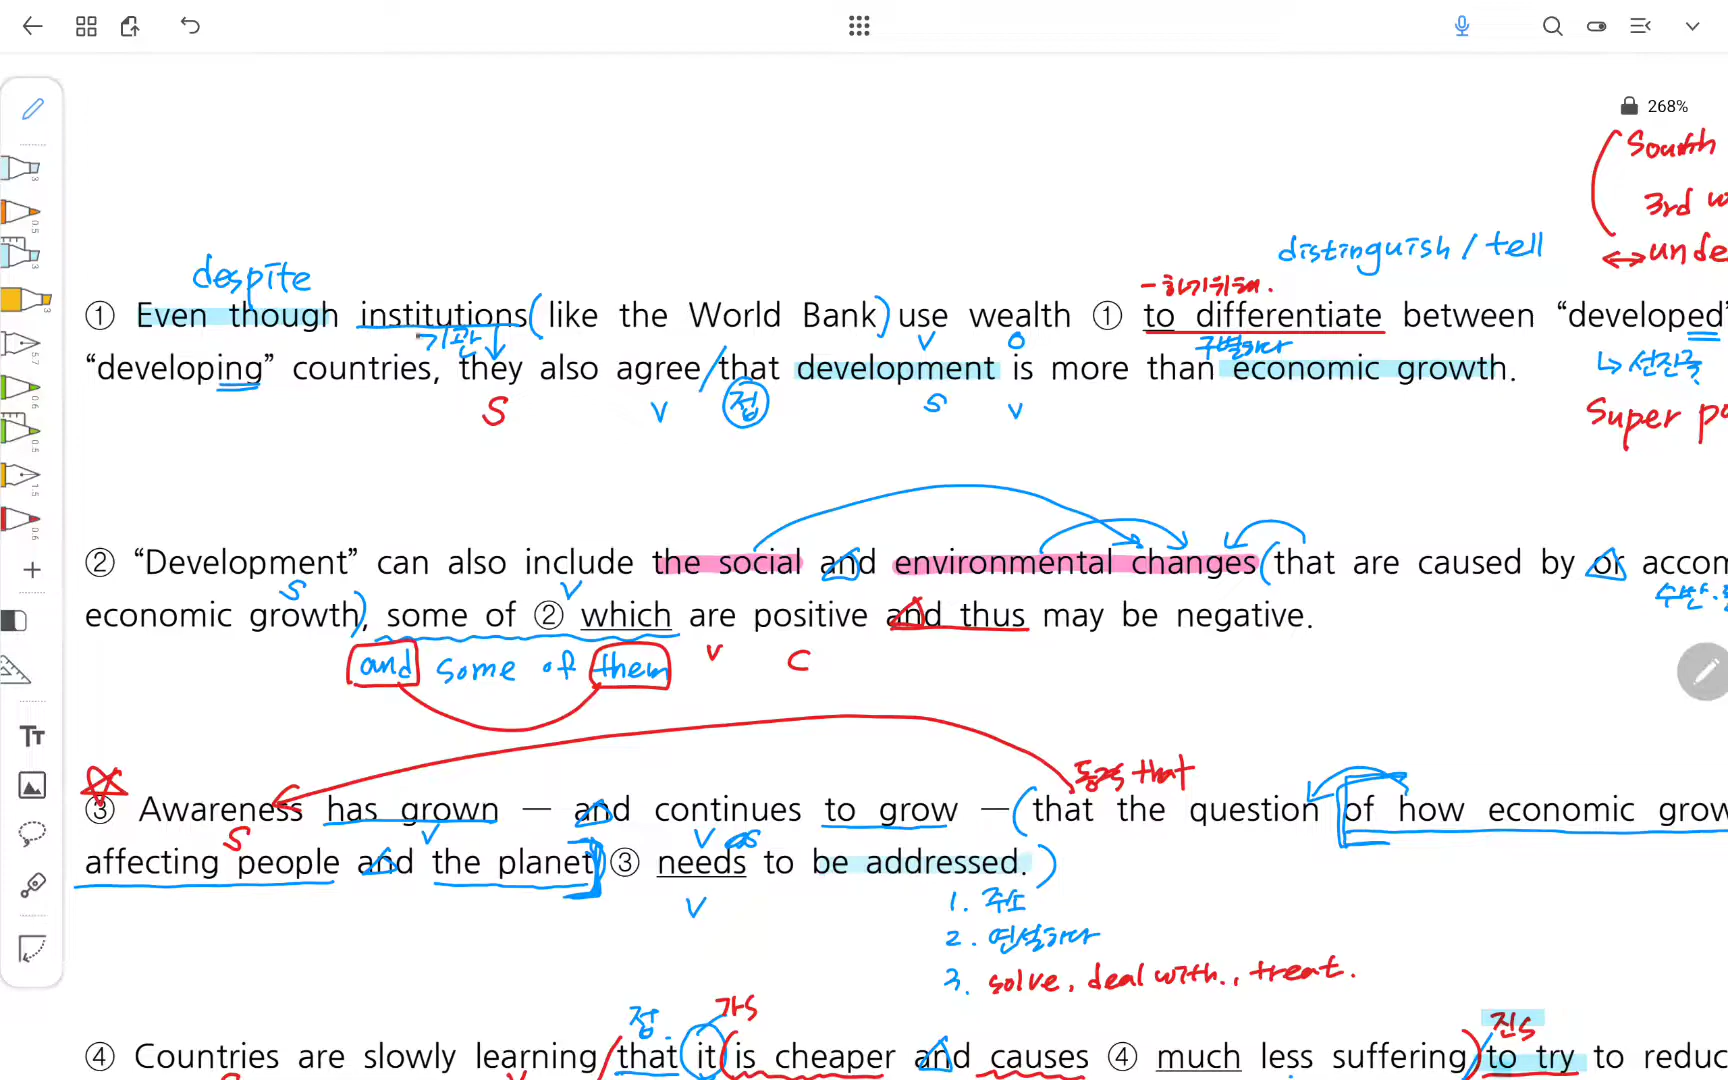 268%
South
3rd
despite
distinguish / tell
-하기위해.
① Even though institutions (like the World Bank) use wealth ① to differentiate between “developed”
기관
V
O
구별하다
↳ 선진국
“developing” countries, they also agree / that development is more than economic growth.
S
V
접
S
V
Super
② “Development” can also include the social and environmental changes (that are caused by or
S
V
economic growth), some of ② which are positive and thus may be negative.
and some of them
V
C
동격 that
③ Awareness has grown — and continues to grow — (that the question of how economic
S
V
V
affecting people and the planet ③ needs to be addressed.)
V
1. 주소
2. 연설하다
3. solve, deal with, treat.
접
가S
진S
④ Countries are slowly learning / that it (is cheaper and causes ④ much less suffering) to try to